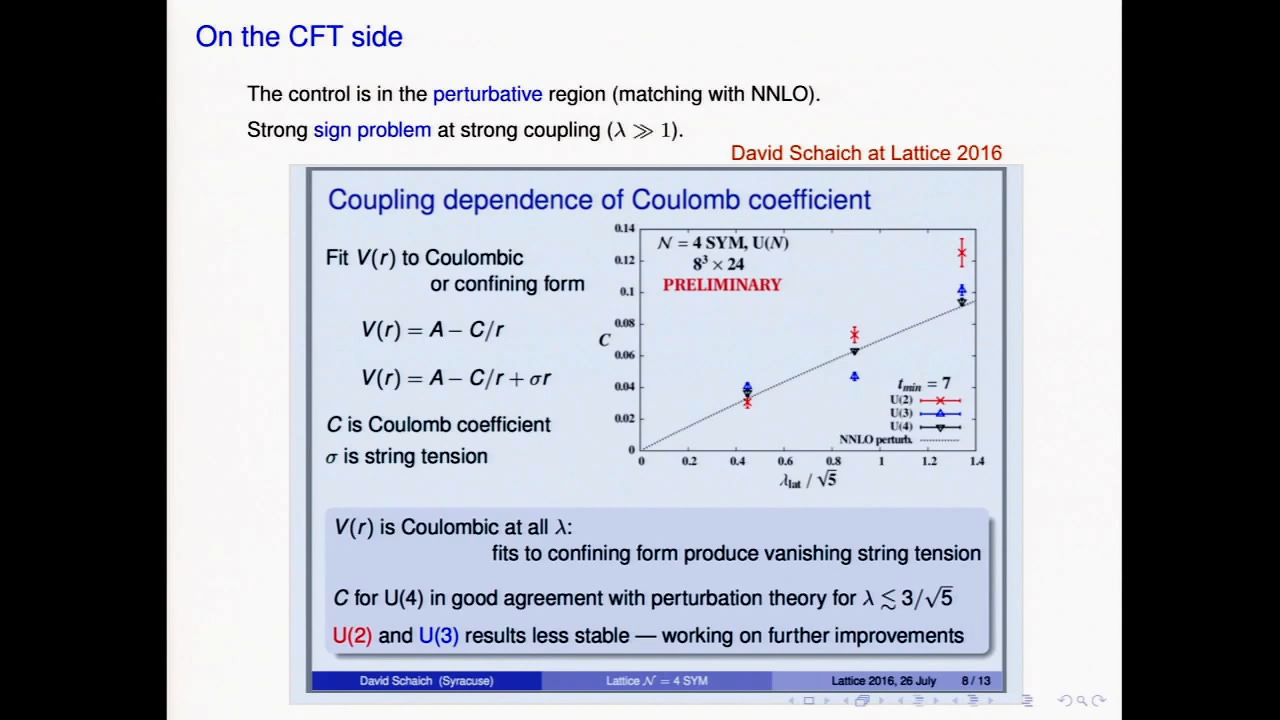 On the CFT side
The control is in the perturbative region (matching with NNLO).
Strong sign problem at strong coupling (λ ≫ 1).
David Schaich at Lattice 2016
Coupling dependence of Coulomb coefficient
Fit V(r) to Coulombic
or confining form
V(r) = A − C/r
V(r) = A − C/r + σr
C is Coulomb coefficient
σ is string tension
0.14
0.12
0.1
0.08
0.06
0.04
0.02
0
C
N = 4 SYM, U(N)
8³ × 24
PRELIMINARY
t_min = 7
U(2)
U(3)
U(4)
NNLO perturb.
0 0.2 0.4 0.6 0.8 1 1.2 1.4
λ_lat / √5
V(r) is Coulombic at all λ:
fits to confining form produce vanishing string tension
C for U(4) in good agreement with perturbation theory for λ ≲ 3/√5
U(2) and U(3) results less stable — working on further improvements
David Schaich (Syracuse) Lattice N = 4 SYM Lattice 2016, 26 July 8 / 13